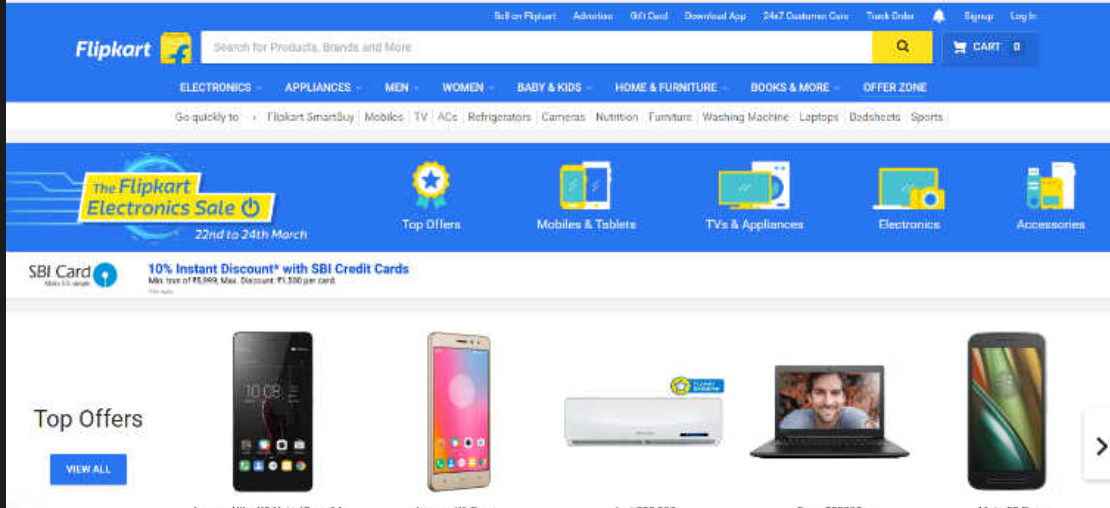 Sell on Flipkart Advertise Gift Card Download App 24x7 Customer Care Track Order Signup Log In
Flipkart
Search for Products, Brands and More
CART 0
ELECTRONICS APPLIANCES MEN WOMEN BABY & KIDS HOME & FURNITURE BOOKS & MORE OFFER ZONE
Go quickly to Flipkart SmartBuy Mobiles TV ACs Refrigerators Cameras Nutrition Furniture Washing Machine Laptops Bedsheets Sports
The Flipkart
Electronics Sale
22nd to 24th March
Top Offers
Mobiles & Tablets
TVs & Appliances
Electronics
Accessories
SBI Card
10% Instant Discount* with SBI Credit Cards
Min. txn of ₹5,999, Max. Discount: ₹1,500 per card.
Top Offers
VIEW ALL
10:08